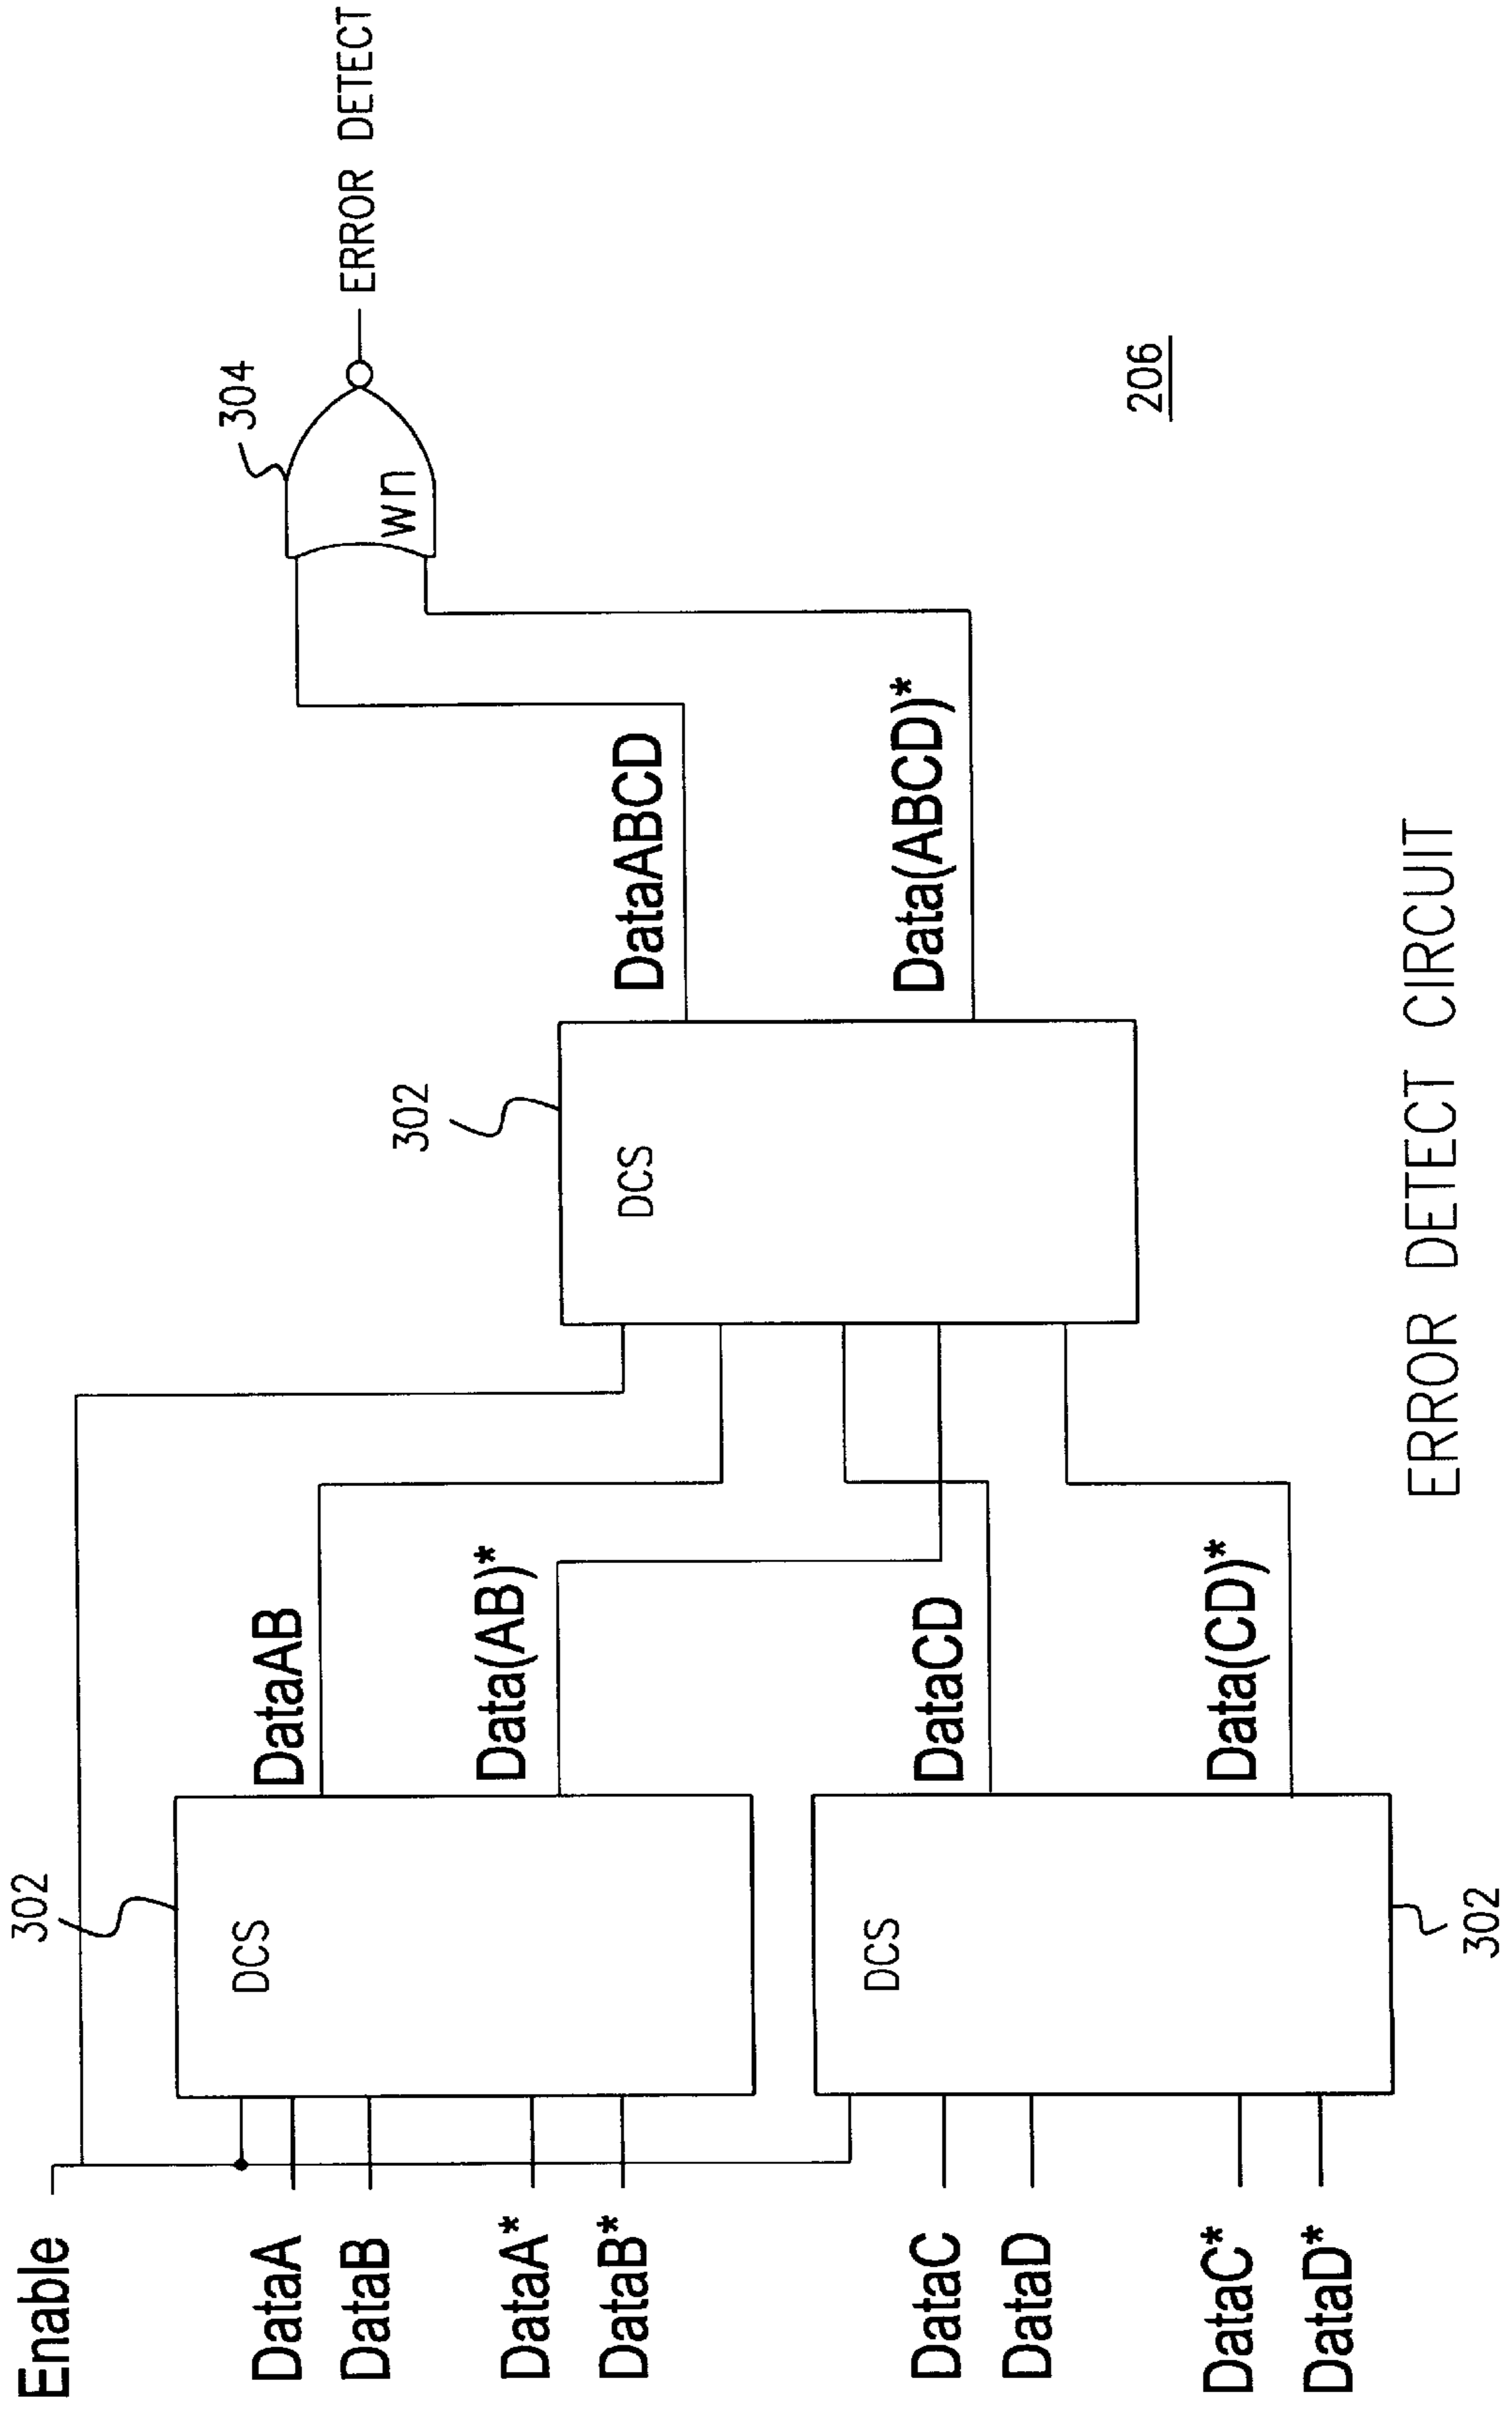 Enable
302
DCS
DataA
DataB
DataA*
DataB*
DataAB
Data(AB)*
DataC
DataD
DataC*
DataD*
DCS
302
DataCD
Data(CD)*
302
DCS
DataABCD
Data(ABCD)*
304
wn
ERROR DETECT
206
ERROR DETECT CIRCUIT